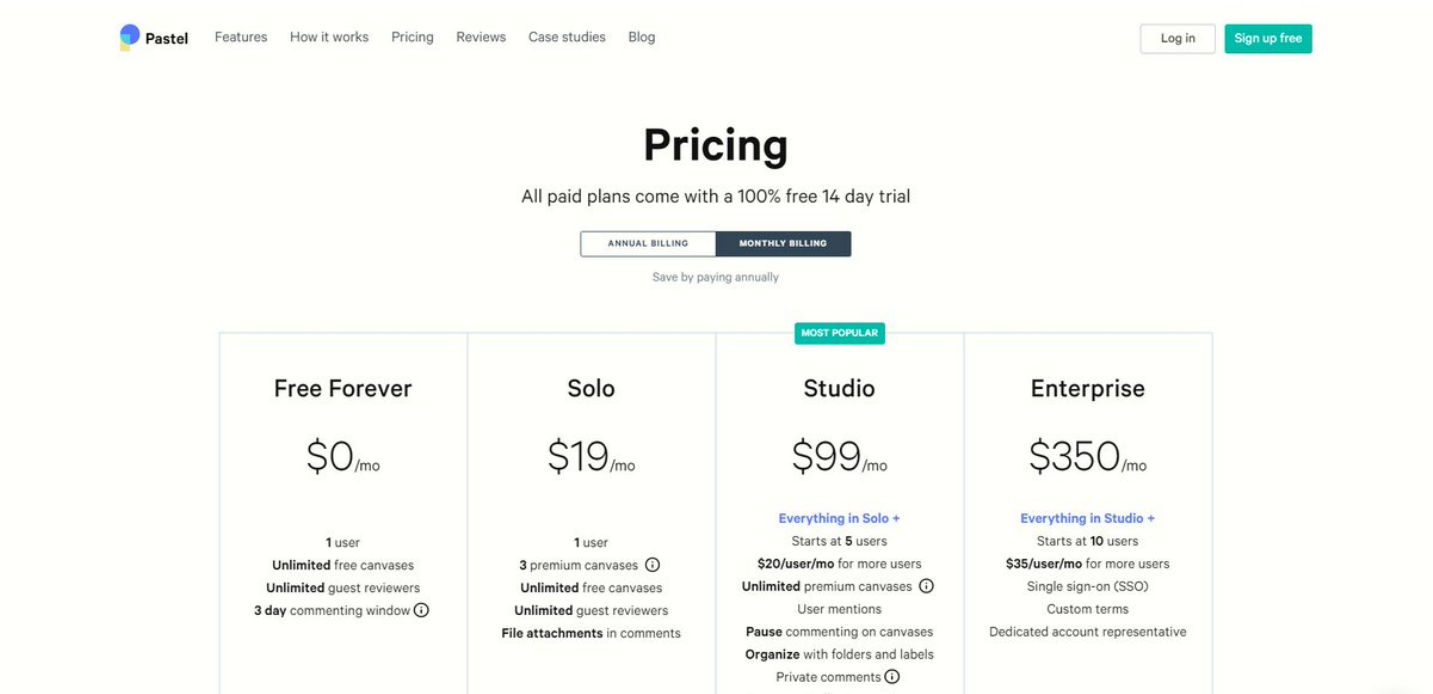 Pastel Features How it works Pricing Reviews Case studies Blog Log in Sign up free
Pricing
All paid plans come with a 100% free 14 day trial
ANNUAL BILLING MONTHLY BILLING
Save by paying annually
Free Forever
$0/mo
1 user
Unlimited free canvases
Unlimited guest reviewers
3 day commenting window
Solo
$19/mo
1 user
3 premium canvases
Unlimited free canvases
Unlimited guest reviewers
File attachments in comments
MOST POPULAR
Studio
$99/mo
Everything in Solo +
Starts at 5 users
$20/user/mo for more users
Unlimited premium canvases
User mentions
Pause commenting on canvases
Organize with folders and labels
Private comments
Enterprise
$350/mo
Everything in Studio +
Starts at 10 users
$35/user/mo for more users
Single sign-on (SSO)
Custom terms
Dedicated account representative